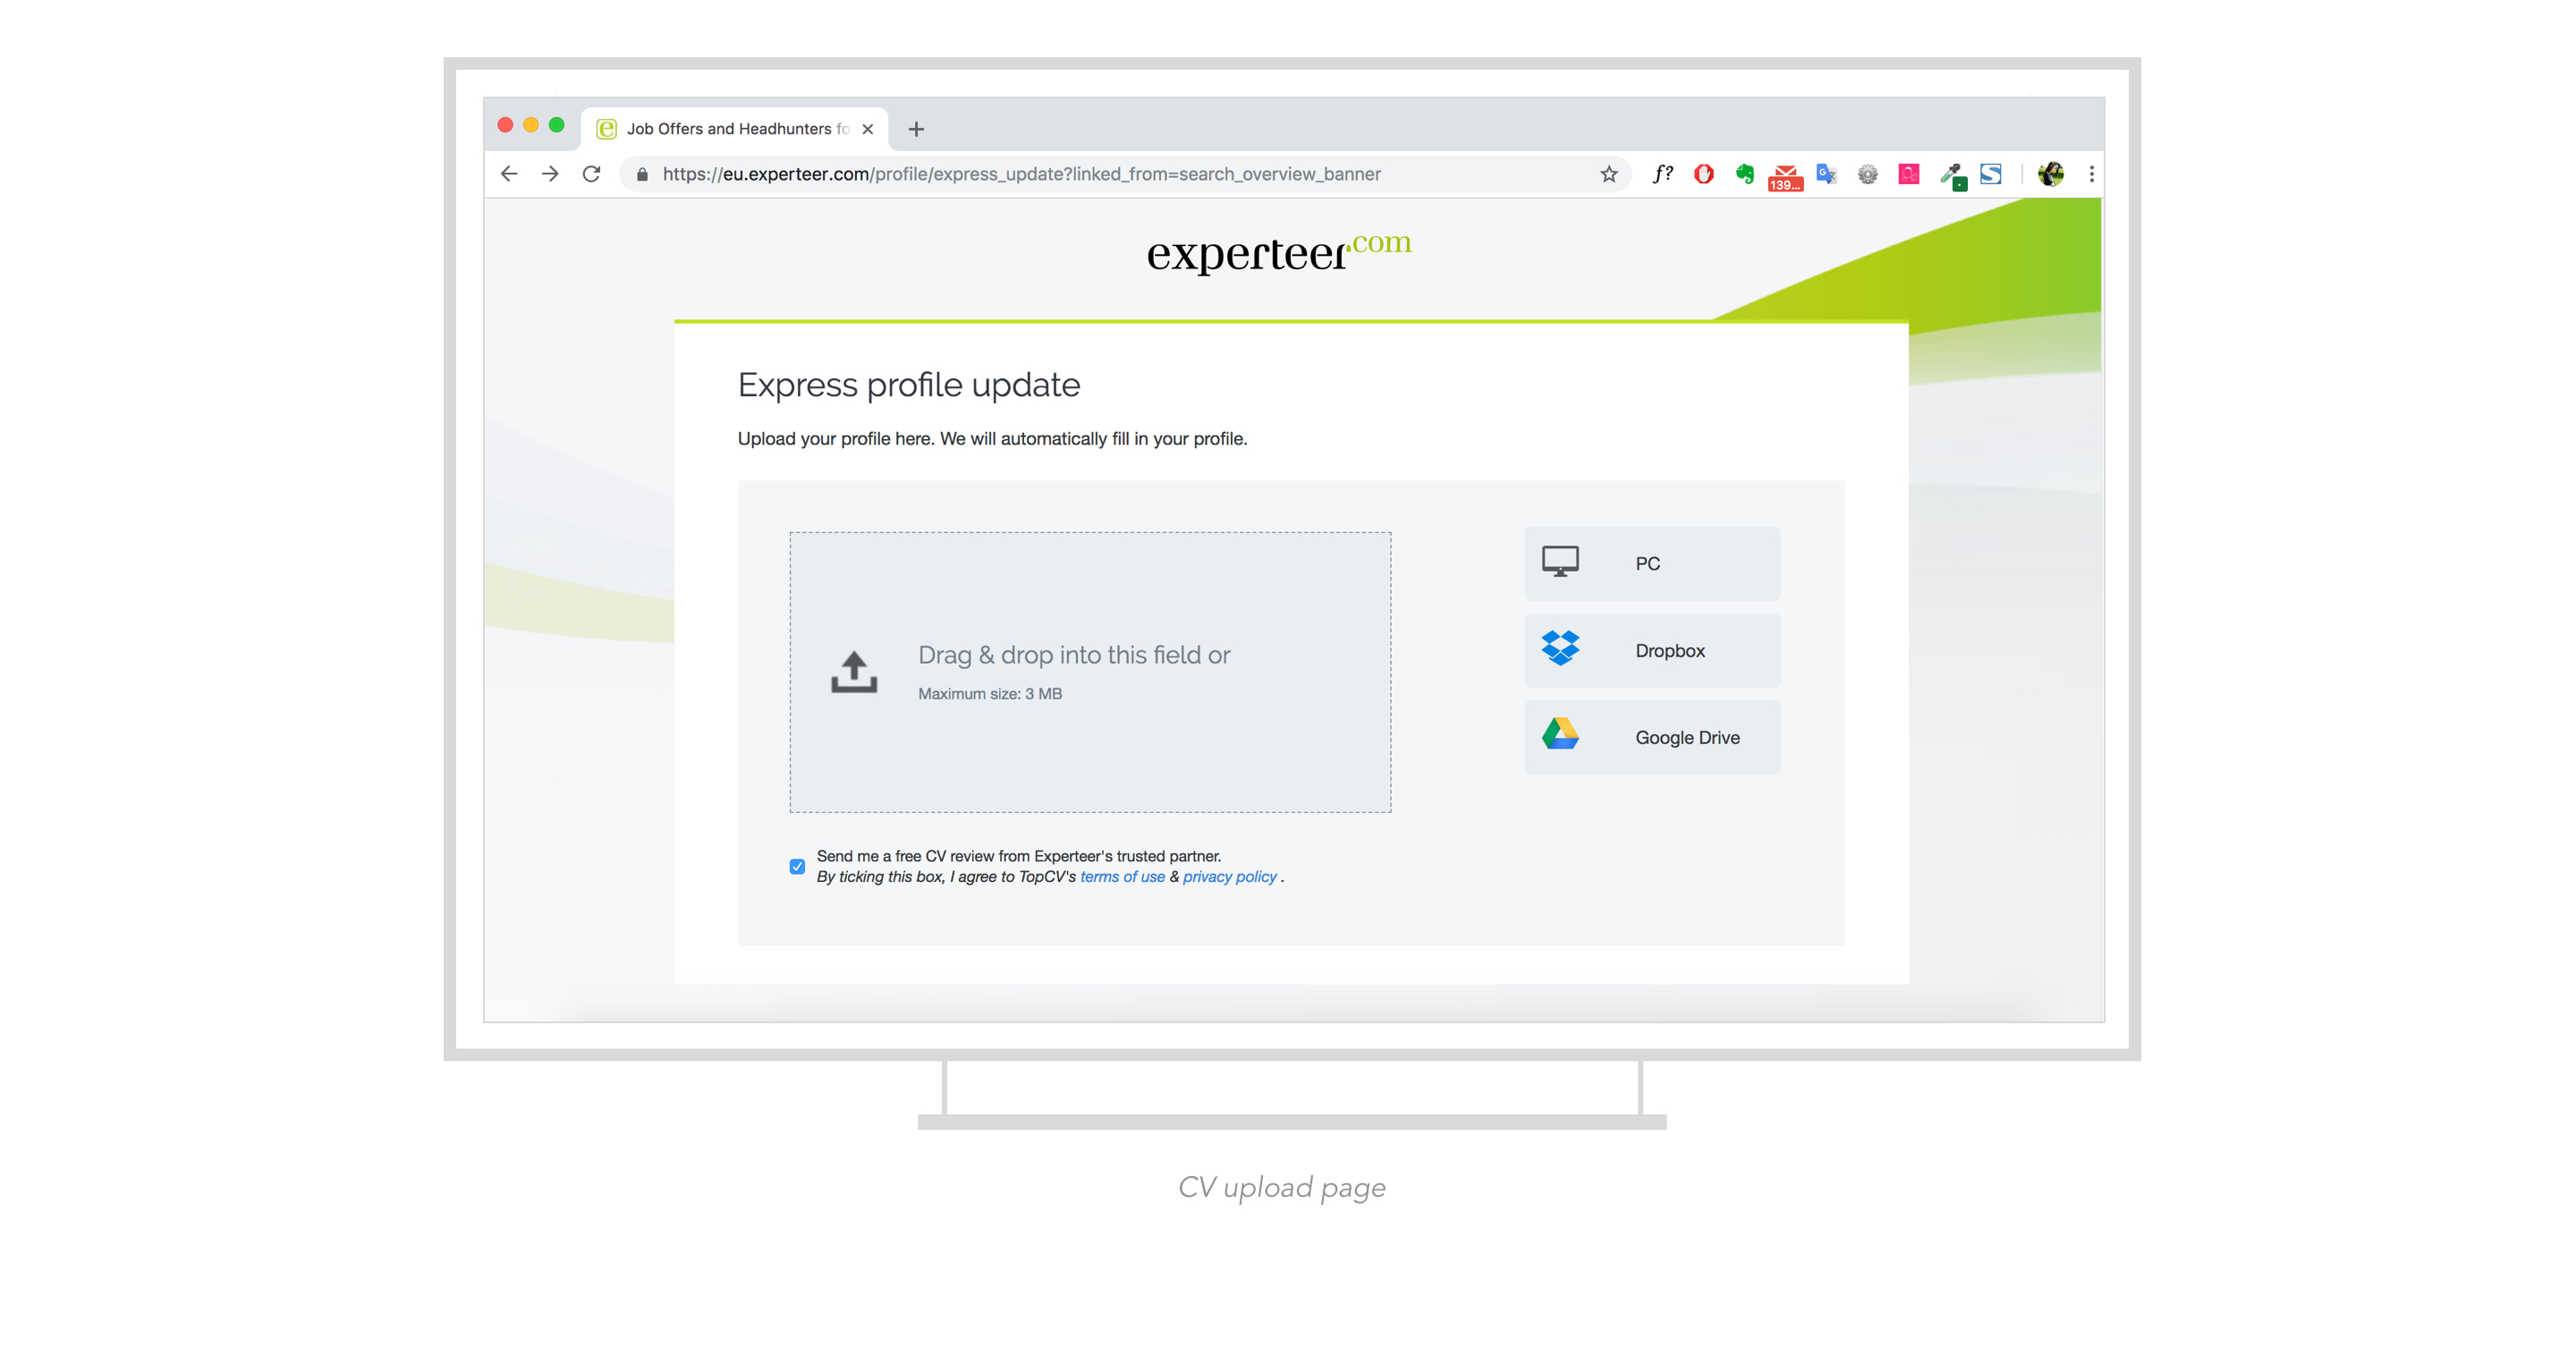 Job Offers and Headhunters fo
https://eu.experteer.com/profile/express_update?linked_from=search_overview_banner
f?
139...
experteer.com
Express profile update
Upload your profile here. We will automatically fill in your profile.
Drag & drop into this field or
Maximum size: 3 MB
PC
Dropbox
Google Drive
Send me a free CV review from Experteer's trusted partner.
By ticking this box, I agree to TopCV's terms of use & privacy policy .
CV upload page